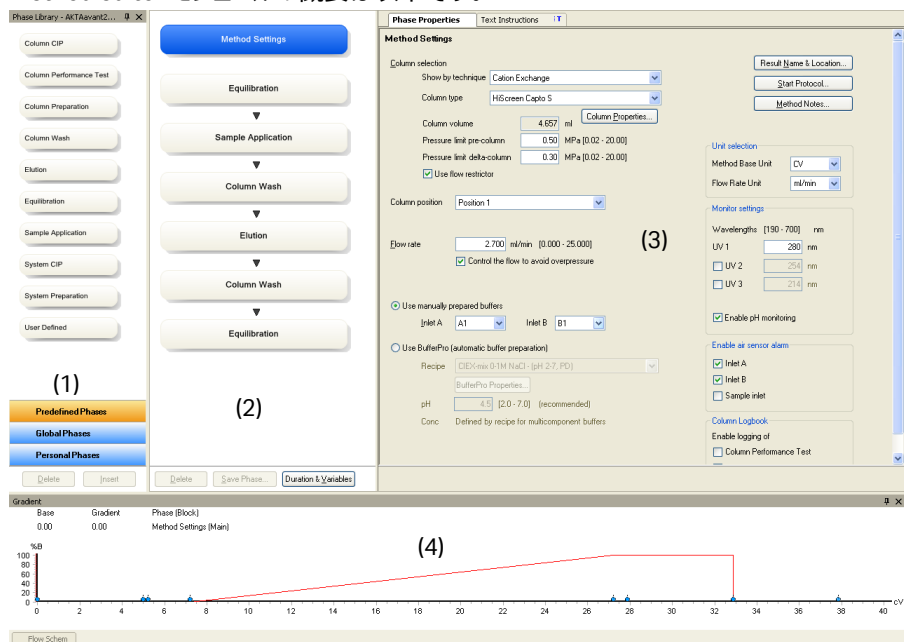 Phase Library - AKTAavant2...
Column CIP
Column Performance Test
Column Preparation
Column Wash
Elution
Equilibration
Sample Application
System CIP
System Preparation
User Defined
(1)
Predefined Phases
Global Phases
Personal Phases
Delete
Insert
Method Settings
Equilibration
Sample Application
Column Wash
Elution
Column Wash
Equilibration
(2)
Delete
Save Phase...
Duration & Variables
Phase Properties
Text Instructions
iT
Method Settings
Column selection
Show by technique Cation Exchange
Column type HiScreen Capto S
Column volume 4.657 ml Column Properties...
Pressure limit pre-column 0.50 MPa [0.02 - 20.00]
Pressure limit delta-column 0.30 MPa [0.02 - 20.00]
Use flow restrictor
Column position Position 1
Flow rate 2.700 ml/min [0.000 - 25.000]
Control the flow to avoid overpressure
(3)
Use manually prepared buffers
Inlet A A1 Inlet B B1
Use BufferPro (automatic buffer preparation)
Recipe CIEX-mix 0-1M NaCl - (pH 2-7, PD)
BufferPro Properties...
pH 4.5 [2.0 - 7.0] (recommended)
Conc Defined by recipe for multicomponent buffers
Result Name & Location...
Start Protocol...
Method Notes...
Unit selection
Method Base Unit CV
Flow Rate Unit ml/min
Monitor settings
Wavelengths [190 - 700] nm
UV 1 280 nm
UV 2 254 nm
UV 3 214 nm
Enable pH monitoring
Enable air sensor alarm
Inlet A
Inlet B
Sample inlet
Column Logbook
Enable logging of
Column Performance Test
Gradient
Base Gradient Phase (Block)
0.00 0.00 Method Settings (Main)
(4)
%B
100
80
60
40
20
0
0 2 4 6 8 10 12 14 16 18 20 22 24 26 28 30 32 34 36 38 40 cV
Flow Schem